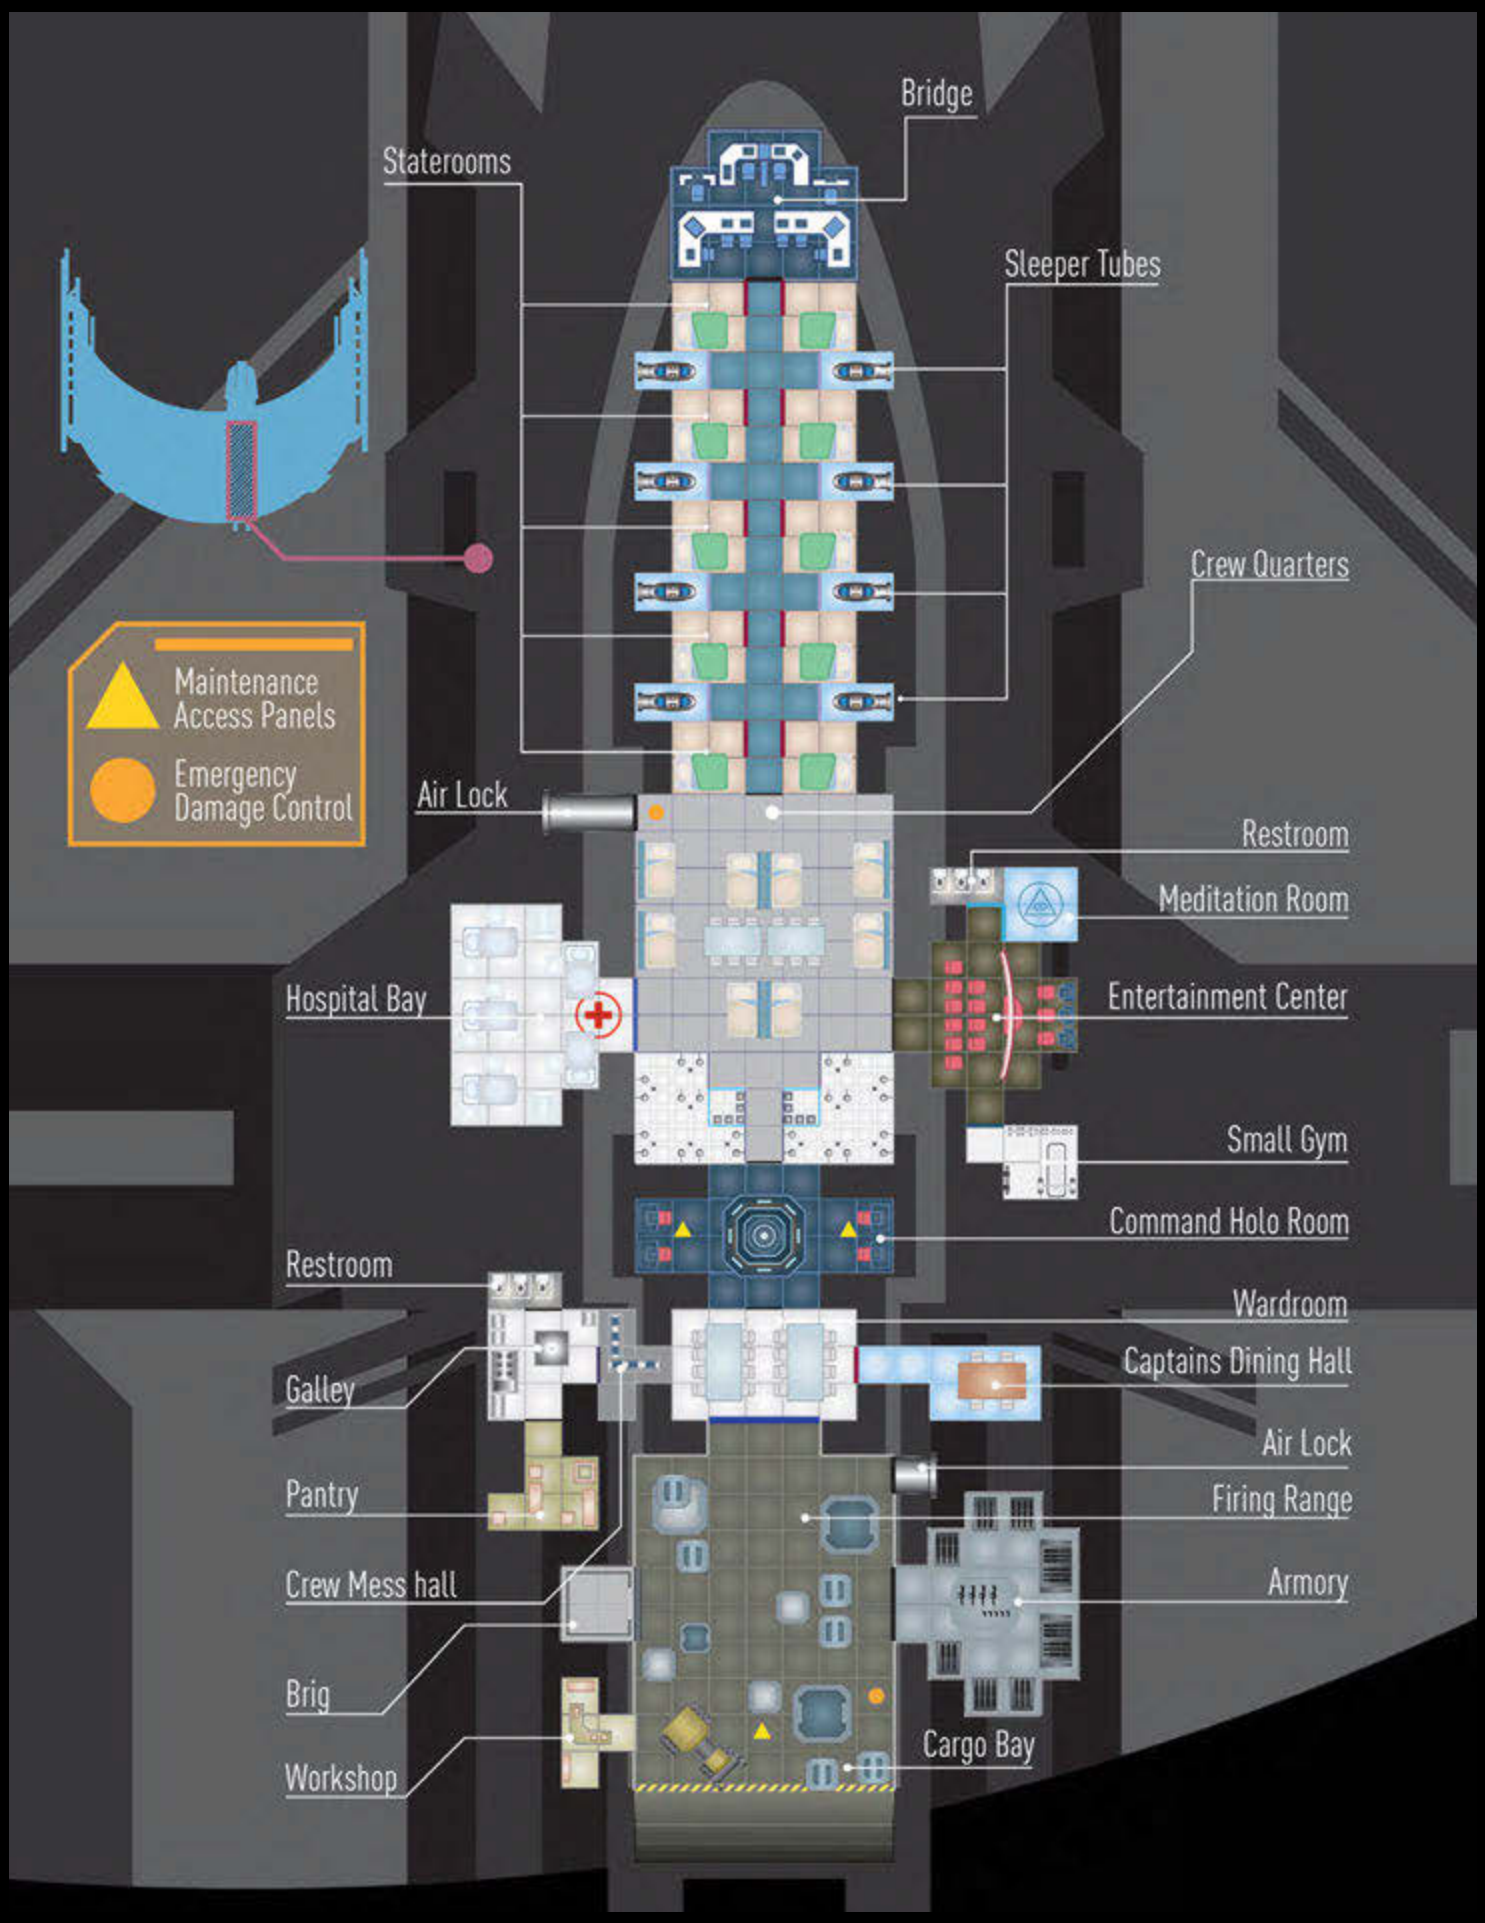 Bridge
Staterooms
Sleeper Tubes
Crew Quarters
Maintenance
Access Panels
Emergency
Damage Control
Air Lock
Restroom
Meditation Room
Hospital Bay
Entertainment Center
Small Gym
Command Holo Room
Restroom
Wardroom
Captains Dining Hall
Galley
Air Lock
Pantry
Firing Range
Crew Mess hall
Armory
Brig
Cargo Bay
Workshop